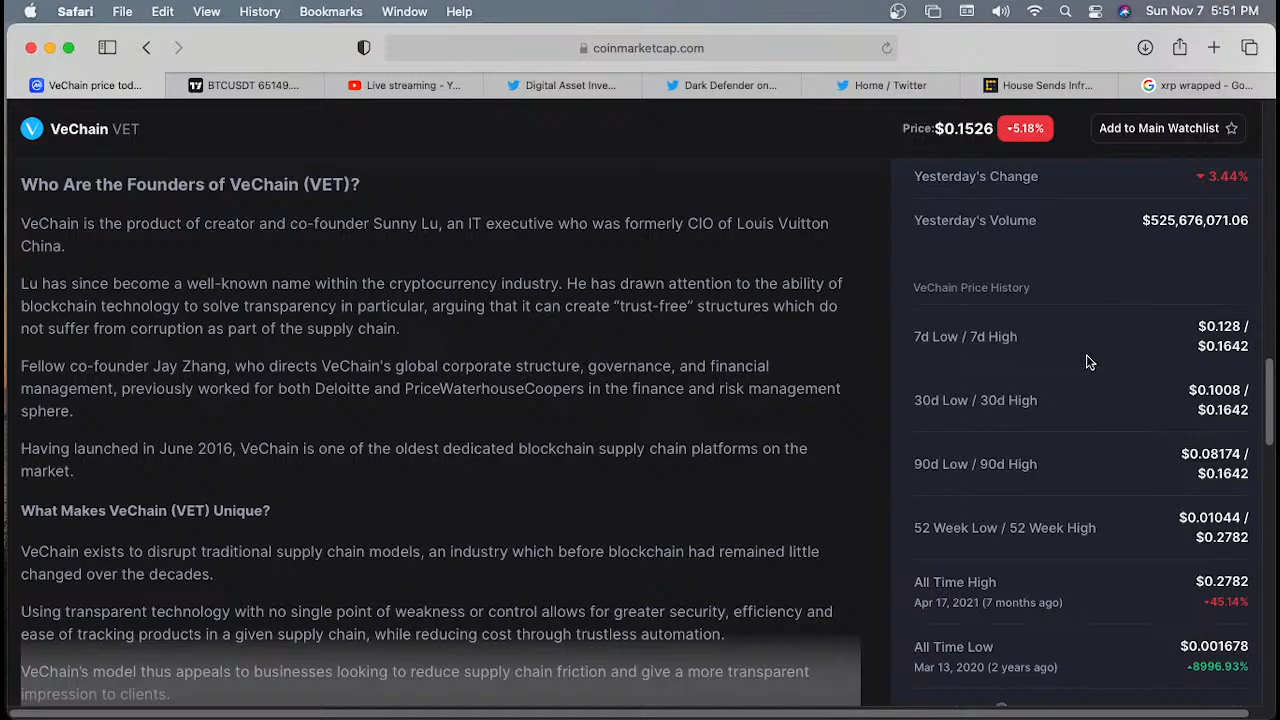 Safari File Edit View History Bookmarks Window Help Sun Nov 7 5:51 PM
coinmarketcap.com
VeChain price tod... BTCUSDT 65149.... Live streaming - Y... Digital Asset Inve... Dark Defender on... Home / Twitter House Sends Infr... xrp wrapped - Go...
VeChain VET Price:$0.1526 5.18% Add to Main Watchlist
Who Are the Founders of VeChain (VET)?
VeChain is the product of creator and co-founder Sunny Lu, an IT executive who was formerly CIO of Louis Vuitton
China.
Lu has since become a well-known name within the cryptocurrency industry. He has drawn attention to the ability of
blockchain technology to solve transparency in particular, arguing that it can create “trust-free” structures which do
not suffer from corruption as part of the supply chain.
Fellow co-founder Jay Zhang, who directs VeChain's global corporate structure, governance, and financial
management, previously worked for both Deloitte and PriceWaterhouseCoopers in the finance and risk management
sphere.
Having launched in June 2016, VeChain is one of the oldest dedicated blockchain supply chain platforms on the
market.
What Makes VeChain (VET) Unique?
VeChain exists to disrupt traditional supply chain models, an industry which before blockchain had remained little
changed over the decades.
Using transparent technology with no single point of weakness or control allows for greater security, efficiency and
ease of tracking products in a given supply chain, while reducing cost through trustless automation.
VeChain’s model thus appeals to businesses looking to reduce supply chain friction and give a more transparent
impression to clients.
Yesterday's Change 3.44%
Yesterday's Volume $525,676,071.06
VeChain Price History
7d Low / 7d High $0.128 /
$0.1642
30d Low / 30d High $0.1008 /
$0.1642
90d Low / 90d High $0.08174 /
$0.1642
52 Week Low / 52 Week High $0.01044 /
$0.2782
All Time High $0.2782
Apr 17, 2021 (7 months ago) 45.14%
All Time Low $0.001678
Mar 13, 2020 (2 years ago) 8996.93%